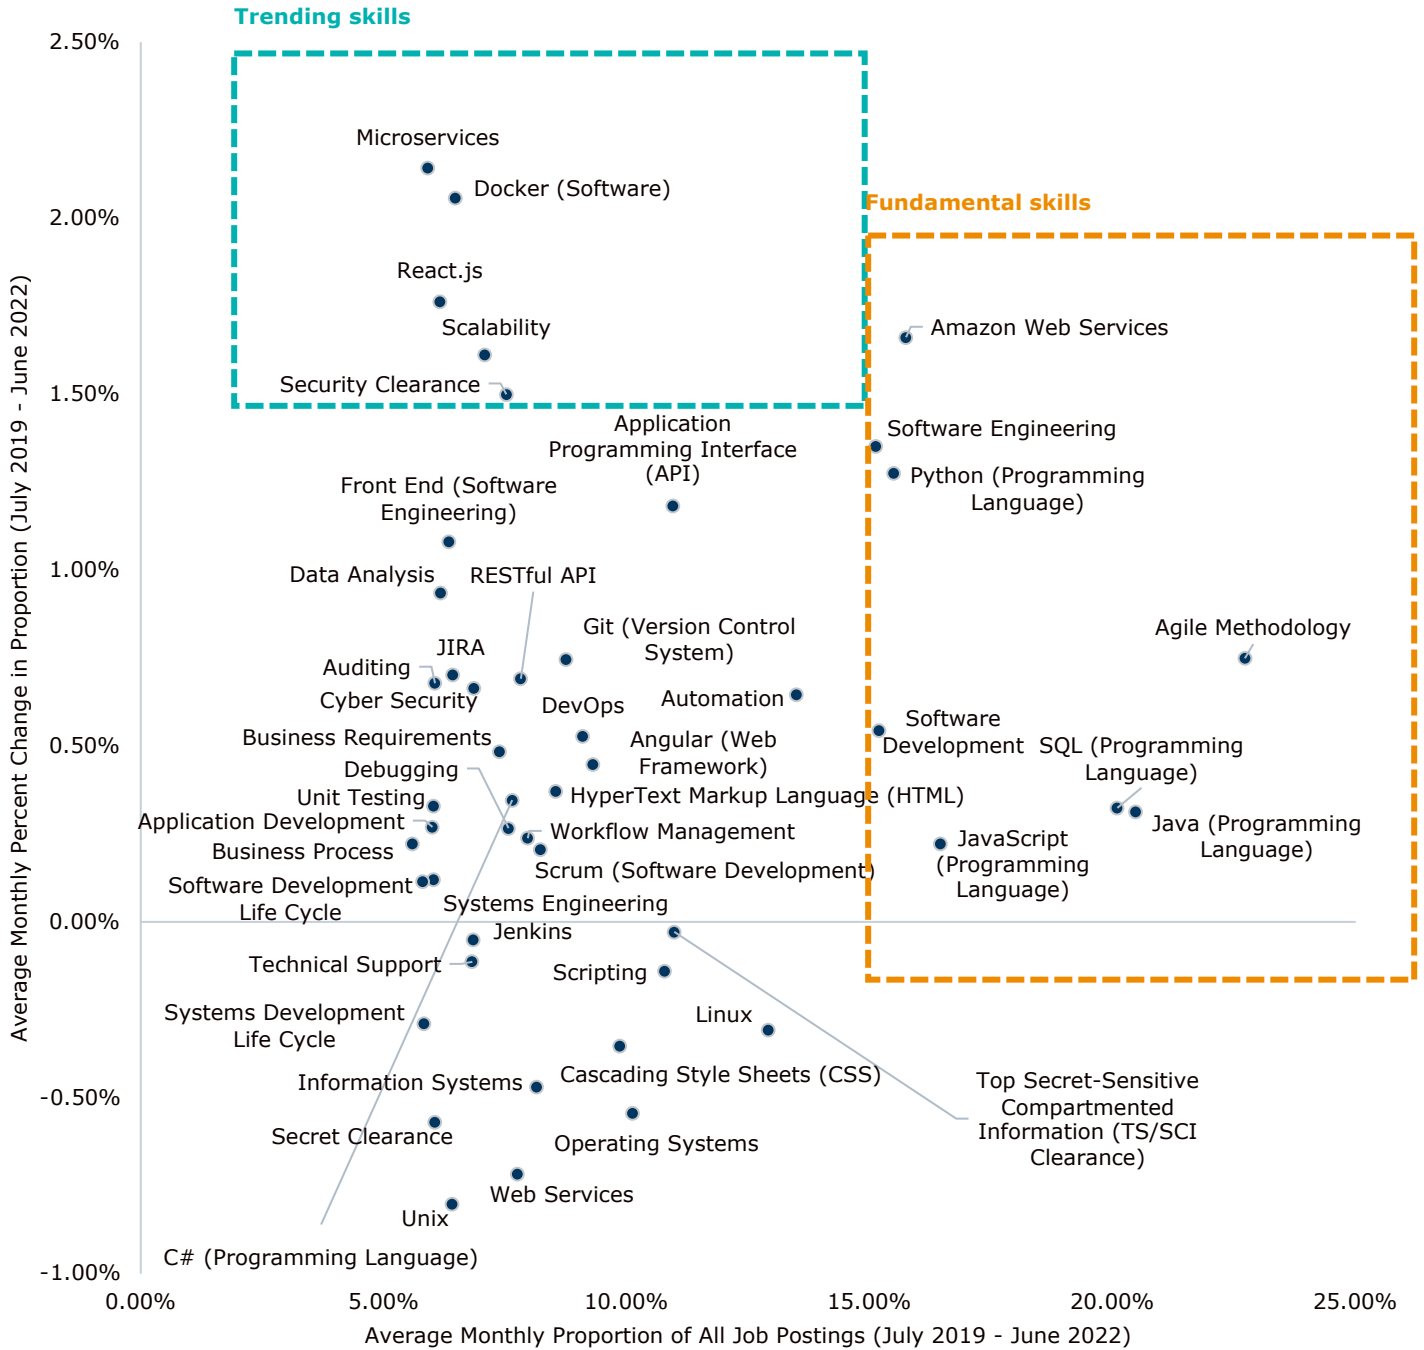 Trending skills
2.50%
Microservices
Docker (Software)
Fundamental skills
2.00%
React.js
Scalability
Amazon Web Services
Security Clearance
1.50%
Application
Programming Interface
(API)
Software Engineering
Python (Programming
Language)
Front End (Software
Engineering)
1.00%
Data Analysis
RESTful API
Git (Version Control
System)
Agile Methodology
JIRA
Auditing
Cyber Security
Automation
DevOps
Software
Development
Business Requirements
Angular (Web
Framework)
SQL (Programming
Language)
0.50%
Debugging
Unit Testing
HyperText Markup Language (HTML)
Application Development
Workflow Management
Java (Programming
Language)
JavaScript
(Programming
Language)
Business Process
Scrum (Software Development)
Software Development
Life Cycle
Systems Engineering
0.00%
Jenkins
Technical Support
Scripting
Systems Development
Life Cycle
Linux
Information Systems
Cascading Style Sheets (CSS)
Top Secret-Sensitive
Compartmented
Information (TS/SCI
Clearance)
-0.50%
Secret Clearance
Operating Systems
Web Services
Unix
C# (Programming Language)
-1.00%
0.00%
5.00%
10.00%
15.00%
20.00%
25.00%
Average Monthly Proportion of All Job Postings (July 2019 - June 2022)
Average Monthly Percent Change in Proportion (July 2019 - June 2022)